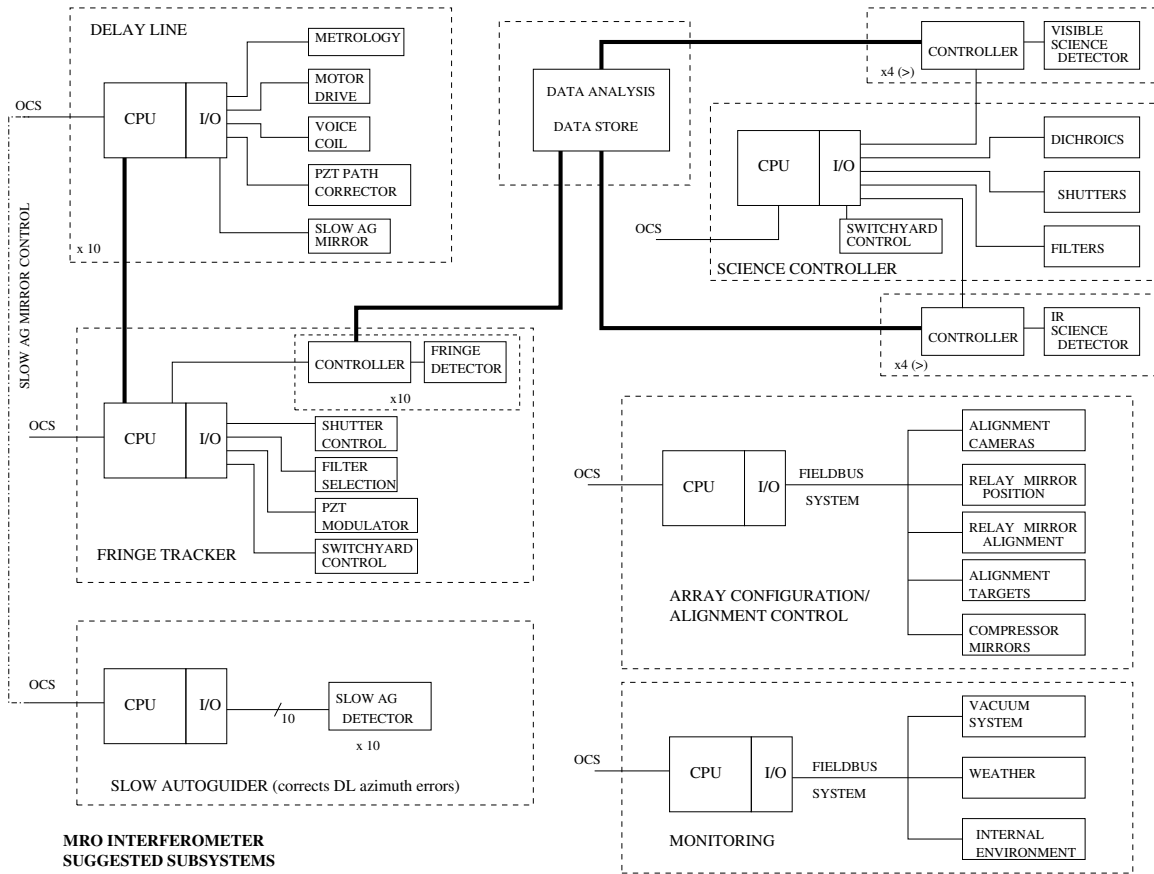 DELAY LINE
METROLOGY
MOTOR
DRIVE
VOICE
COIL
PZT PATH
CORRECTOR
SLOW AG
MIRROR
CPU
I/O
OCS
x 10
SLOW AG MIRROR CONTROL
DATA ANALYSIS
DATA STORE
CONTROLLER
VISIBLE
SCIENCE
DETECTOR
x4 (>)
CPU
I/O
DICHROICS
SHUTTERS
FILTERS
OCS
SWITCHYARD
CONTROL
SCIENCE CONTROLLER
CONTROLLER
IR
SCIENCE
DETECTOR
x4 (>)
CONTROLLER
FRINGE
DETECTOR
x10
OCS
CPU
I/O
SHUTTER
CONTROL
FILTER
SELECTION
PZT
MODULATOR
SWITCHYARD
CONTROL
FRINGE TRACKER
OCS
CPU
I/O
FIELDBUS
SYSTEM
ALIGNMENT
CAMERAS
RELAY MIRROR
POSITION
RELAY MIRROR
ALIGNMENT
ALIGNMENT
TARGETS
COMPRESSOR
MIRRORS
ARRAY CONFIGURATION/
ALIGNMENT CONTROL
OCS
CPU
I/O
10
SLOW AG
DETECTOR
x 10
SLOW AUTOGUIDER (corrects DL azimuth errors)
OCS
CPU
I/O
FIELDBUS
SYSTEM
VACUUM
SYSTEM
WEATHER
INTERNAL
ENVIRONMENT
MONITORING
MRO INTERFEROMETER
SUGGESTED SUBSYSTEMS